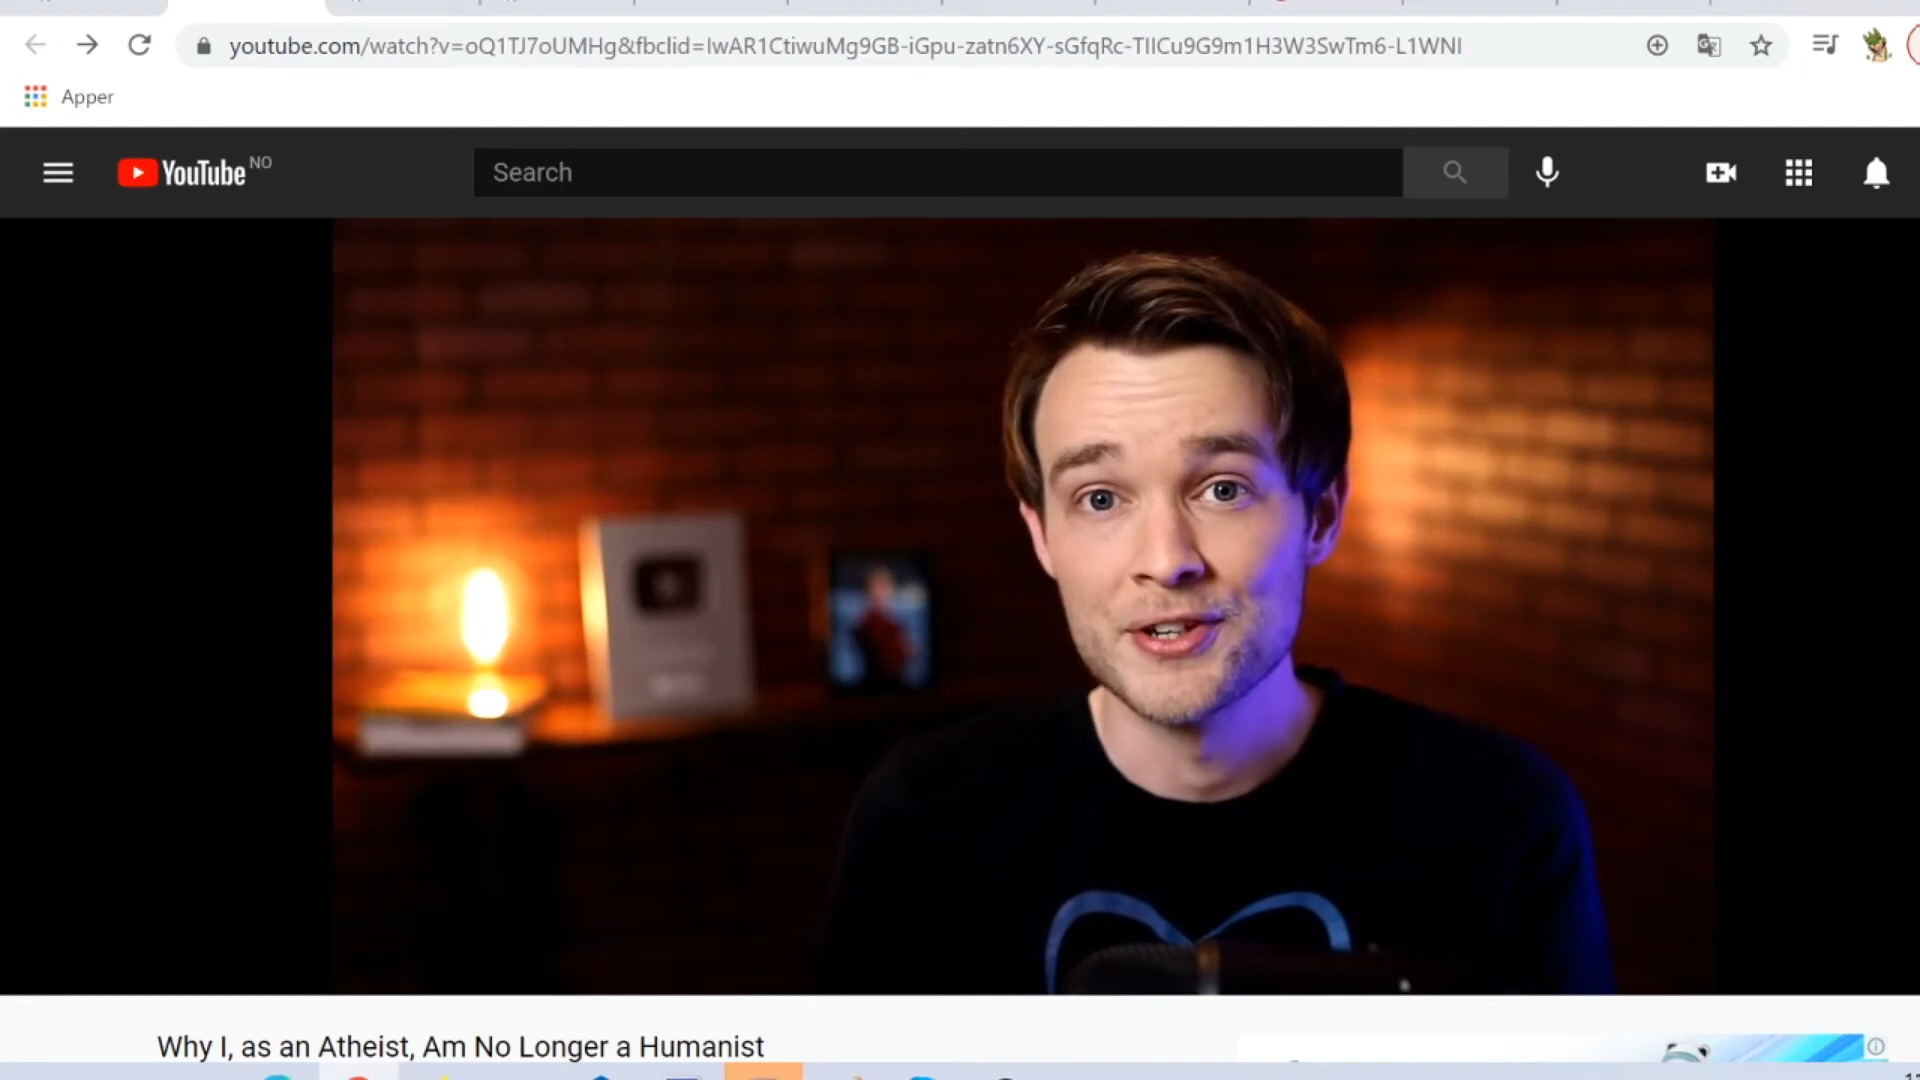 youtube.com/watch?v=oQ1TJ7oUMHg&fbclid=IwAR1CtiwuMg9GB-iGpu-zatn6XY-sGfqRc-TIICu9G9m1H3W3SwTm6-L1WNI
Apper
YouTube NO
Search
Why I, as an Atheist, Am No Longer a Humanist